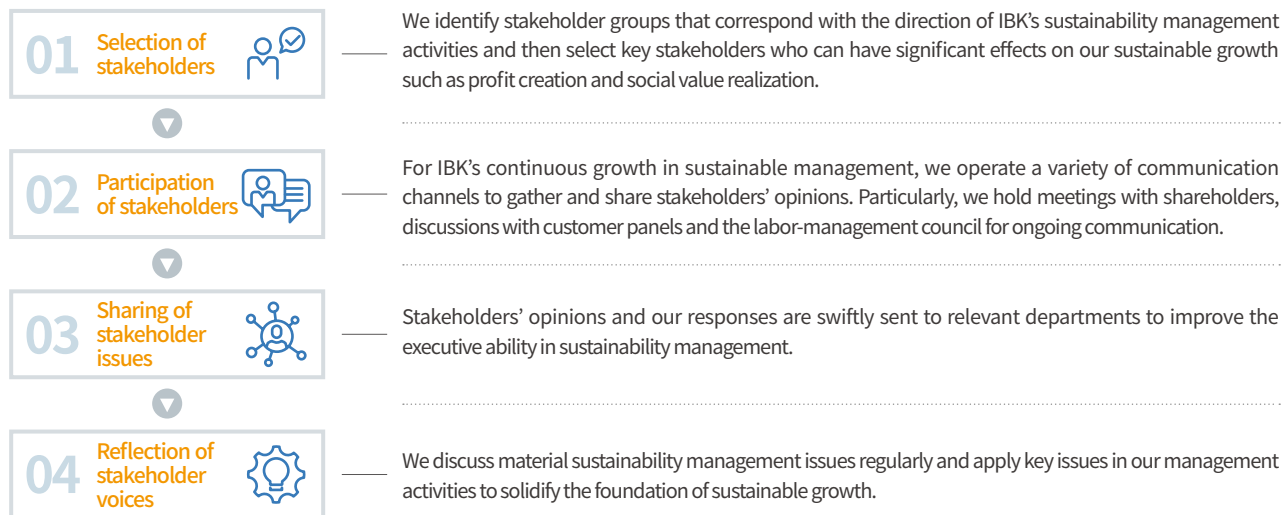 01
Selection of
stakeholders
We identify stakeholder groups that correspond with the direction of IBK's sustainability management
activities and then select key stakeholders who can have significant effects on our sustainable growth
such as profit creation and social value realization.
02
Participation
of stakeholders
For IBK's continuous growth in sustainable management, we operate a variety of communication
channels to gather and share stakeholders' opinions. Particularly, we hold meetings with shareholders,
discussions with customer panels and the labor-management council for ongoing communication.
03
Sharing of
stakeholder
issues
Stakeholders' opinions and our responses are swiftly sent to relevant departments to improve the
executive ability in sustainability management.
04
Reflection of
stakeholder
voices
We discuss material sustainability management issues regularly and apply key issues in our management
activities to solidify the foundation of sustainable growth.